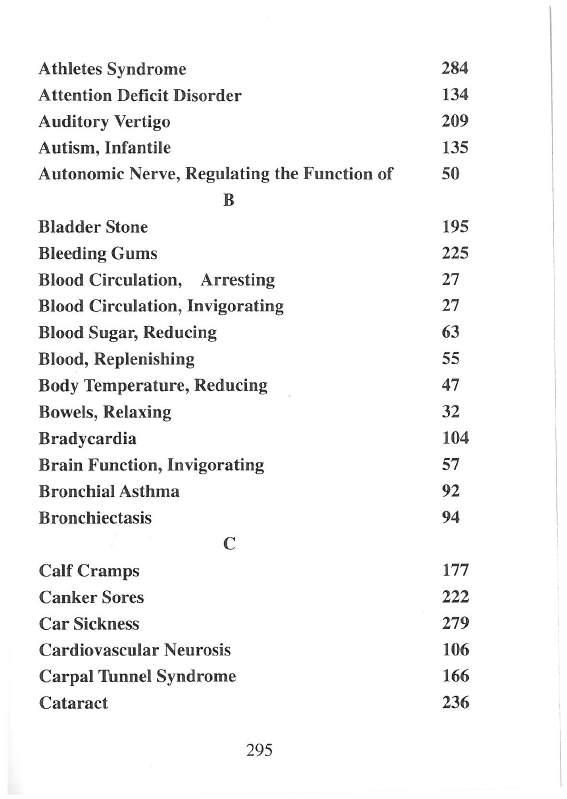 Athletes Syndrome 284
Attention Deficit Disorder 134
Auditory Vertigo 209
Autism, Infantile 135
Autonomic Nerve, Regulating the Function of 50
B
Bladder Stone 195
Bleeding Gums 225
Blood Circulation, Arresting 27
Blood Circulation, Invigorating 27
Blood Sugar, Reducing 63
Blood, Replenishing 55
Body Temperature, Reducing 47
Bowels, Relaxing 32
Bradycardia 104
Brain Function, Invigorating 57
Bronchial Asthma 92
Bronchiectasis 94
C
Calf Cramps 177
Canker Sores 222
Car Sickness 279
Cardiovascular Neurosis 106
Carpal Tunnel Syndrome 166
Cataract 236
295